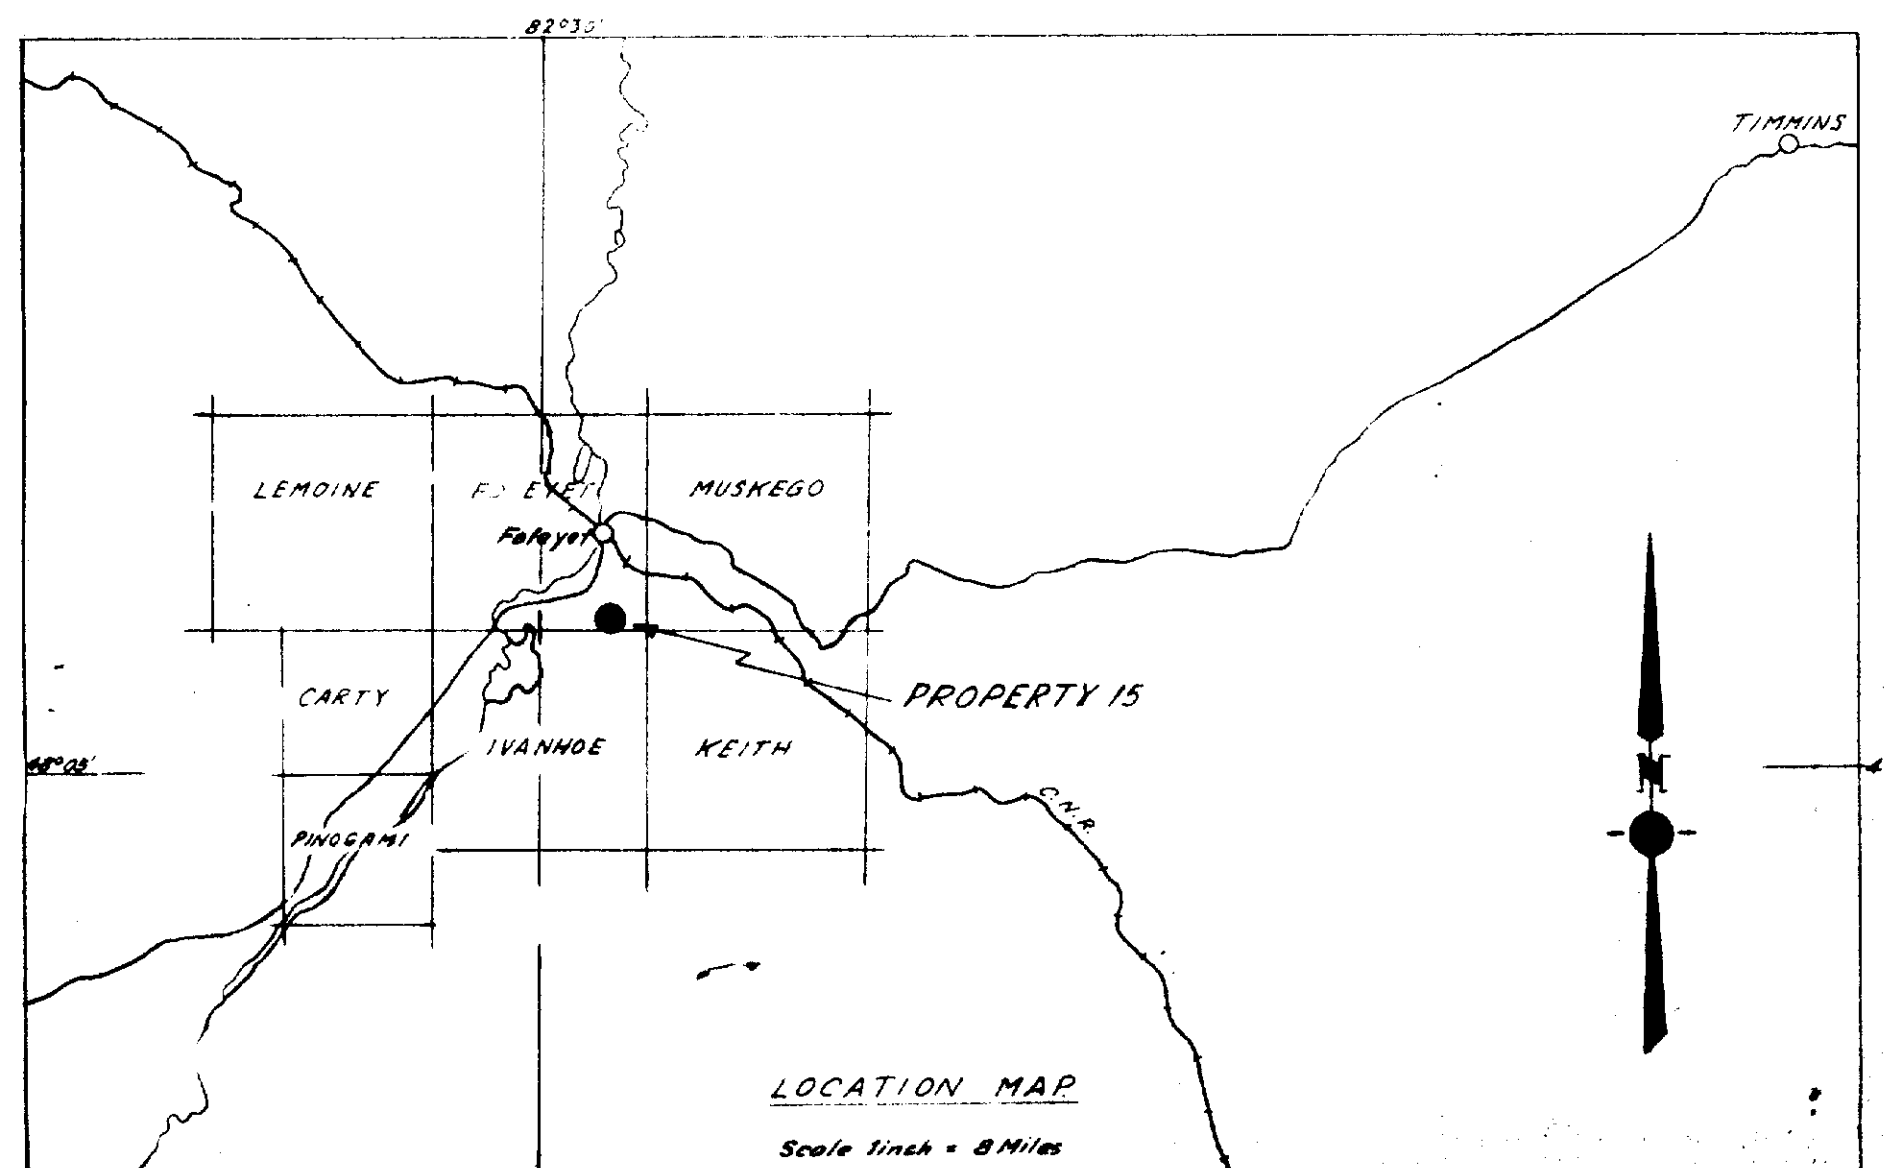 82°30'
TIMMINS
LEMOINE
FOLEYET
MUSKEGO
Foleyet
CARTY
PROPERTY 15
IVANHOE
KEITH
48°05'
N
C.N.R.
PINOGAMI
LOCATION MAP
Scale 1inch = 8 Miles